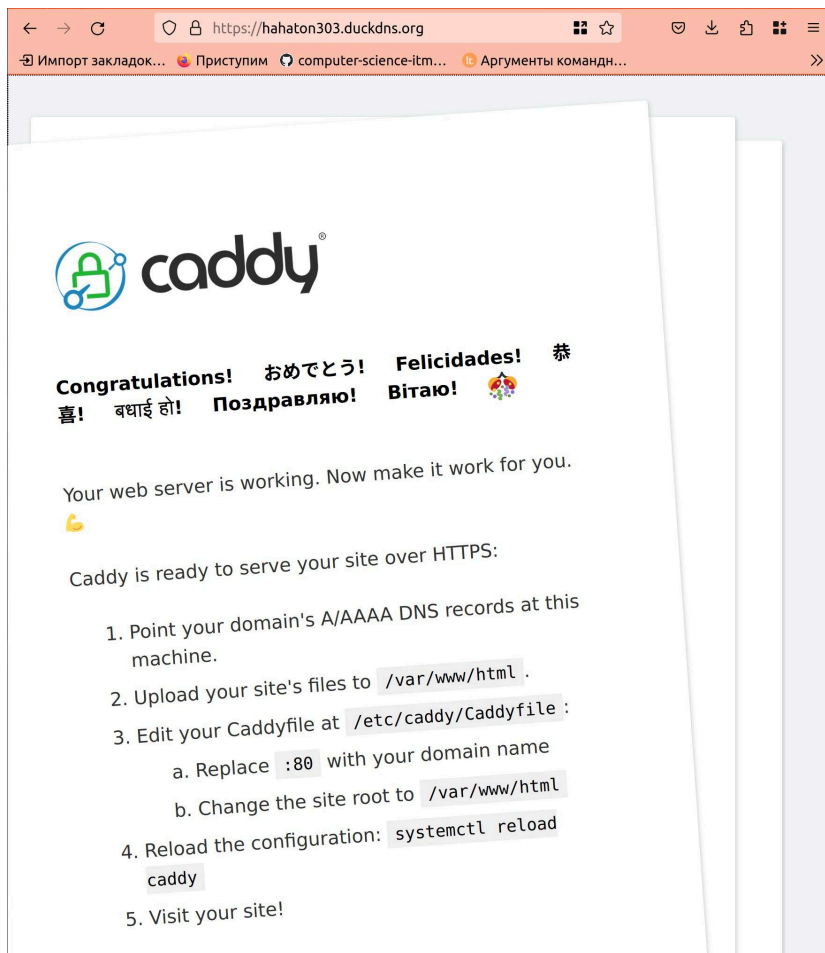 https://hahaton303.duckdns.org
Импорт закладок... Приступим computer-science-itm... Аргументы командн...
caddy®
Congratulations! おめでとう! Felicidades! 恭
喜! बधाई हो! Поздравляю! Вітаю!
Your web server is working. Now make it work for you.
Caddy is ready to serve your site over HTTPS:
1. Point your domain's A/AAAA DNS records at this
machine.
2. Upload your site's files to /var/www/html .
3. Edit your Caddyfile at /etc/caddy/Caddyfile :
a. Replace :80 with your domain name
b. Change the site root to /var/www/html
4. Reload the configuration: systemctl reload
caddy
5. Visit your site!